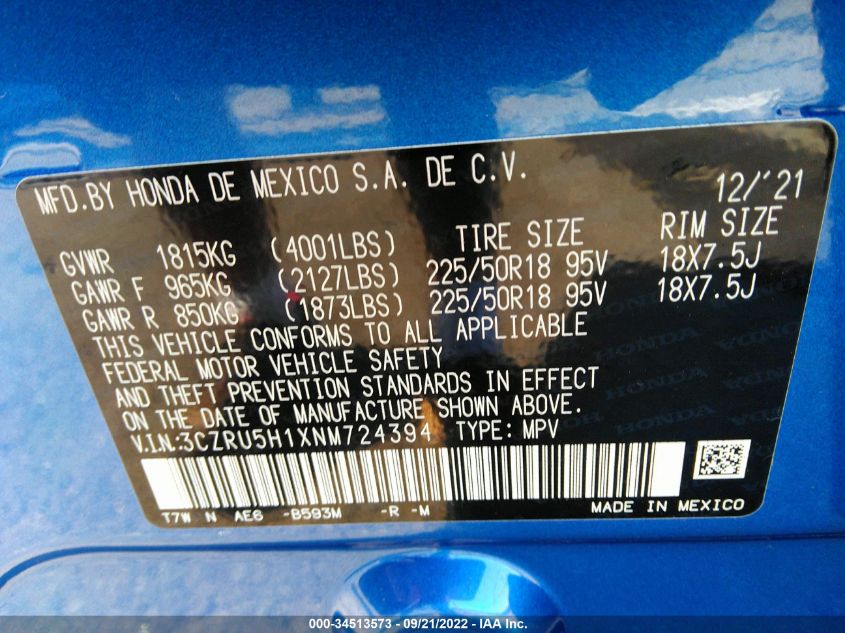 MFD.BY HONDA DE MEXICO S.A. DE C.V. 12/'21
TIRE SIZE RIM SIZE
GVWR 1815KG (4001LBS)
GAWR F 965KG (2127LBS) 225/50R18 95V 18X7.5J
GAWR R 850KG (1873LBS) 225/50R18 95V 18X7.5J
THIS VEHICLE CONFORMS TO ALL APPLICABLE
FEDERAL MOTOR VEHICLE SAFETY
AND THEFT PREVENTION STANDARDS IN EFFECT
ON THE DATE OF MANUFACTURE SHOWN ABOVE.
V.I.N:3CZRU5H1XNM724394 TYPE: MPV
T7W N AE6 -B593M -R -M MADE IN MEXICO
HONDA HONDA
000 - 34513573 - 09/21/2022 - IAA Inc.